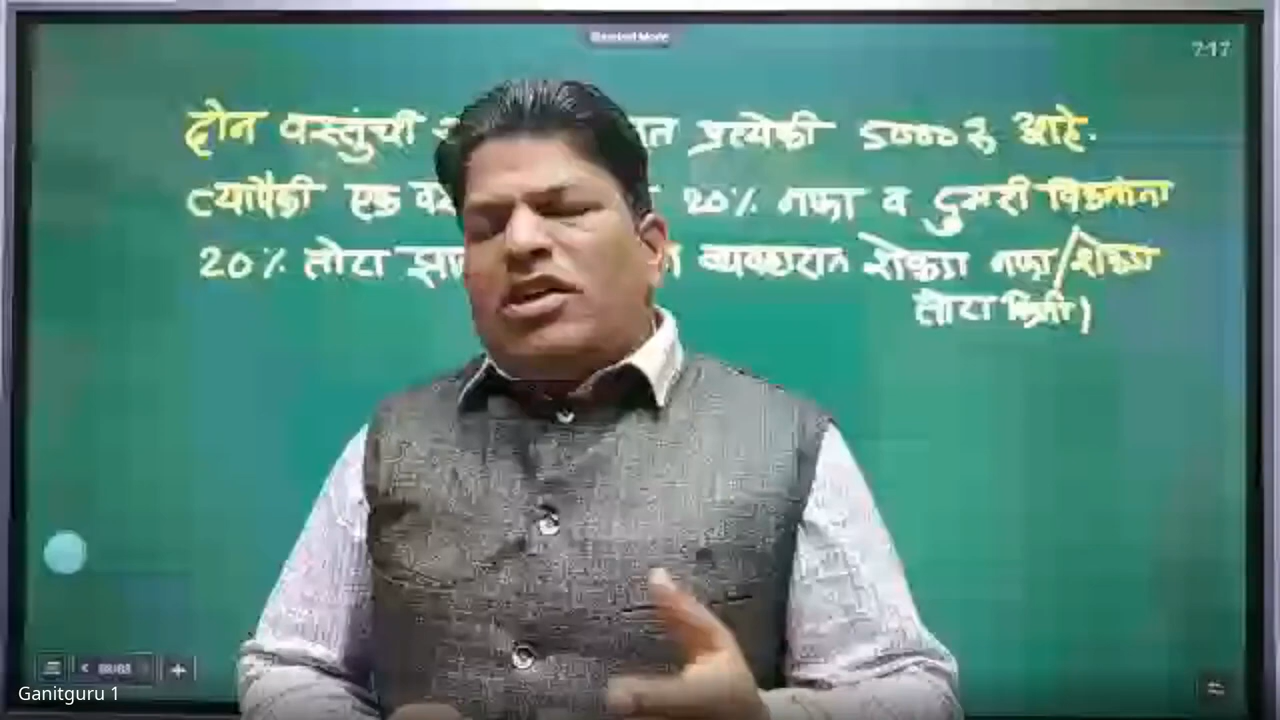 7:17
दोन वस्तुंची प्रत्येकी 5000 रु आहे.
त्यापैकी एक 20% नफा व दुसरी विकतांना
20% तोटा व्यवहारात शेकडा नफा/शेकडा
तोटा किती)
Ganitguru 1